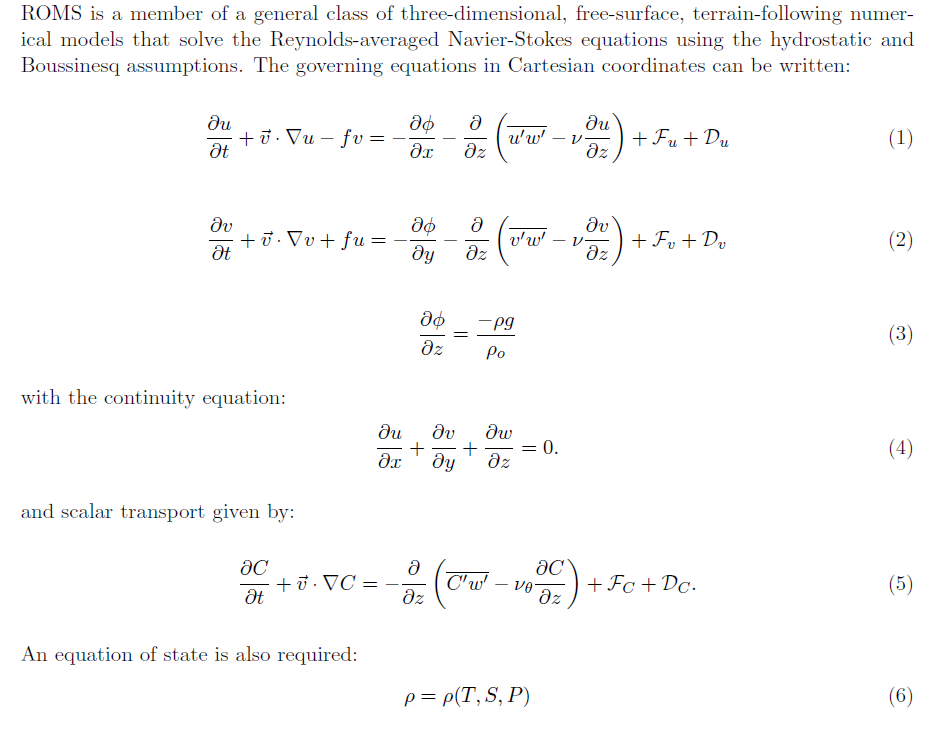 ROMS is a member of a general class of three-dimensional, free-surface, terrain-following numer-
ical models that solve the Reynolds-averaged Navier-Stokes equations using the hydrostatic and
Boussinesq assumptions. The governing equations in Cartesian coordinates can be written:
\frac{\partial u}{\partial t} + \vec{v} \cdot \nabla u - fv = -\frac{\partial \phi}{\partial x} - \frac{\partial}{\partial z} \left( \overline{u'w'} - \nu \frac{\partial u}{\partial z} \right) + \mathcal{F}_u + \mathcal{D}_u (1)
\frac{\partial v}{\partial t} + \vec{v} \cdot \nabla v + fu = -\frac{\partial \phi}{\partial y} - \frac{\partial}{\partial z} \left( \overline{v'w'} - \nu \frac{\partial v}{\partial z} \right) + \mathcal{F}_v + \mathcal{D}_v (2)
\frac{\partial \phi}{\partial z} = \frac{-\rho g}{\rho_o} (3)
with the continuity equation:
\frac{\partial u}{\partial x} + \frac{\partial v}{\partial y} + \frac{\partial w}{\partial z} = 0. (4)
and scalar transport given by:
\frac{\partial C}{\partial t} + \vec{v} \cdot \nabla C = -\frac{\partial}{\partial z} \left( \overline{C'w'} - \nu_\theta \frac{\partial C}{\partial z} \right) + \mathcal{F}_C + \mathcal{D}_C. (5)
An equation of state is also required:
\rho = \rho(T, S, P) (6)